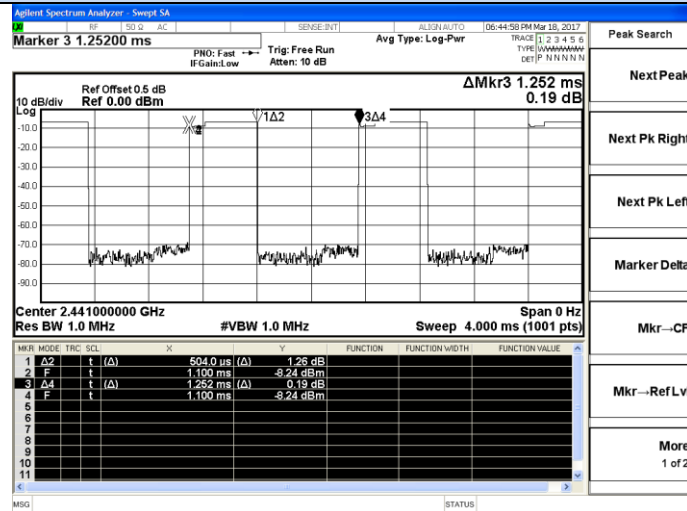 Agilent Spectrum Analyzer - Swept SA
RF 50 Ω AC SENSE:INT ALIGN AUTO 06:44:58 PM Mar 18, 2017
Marker 3 1.25200 ms
PNO: Fast
IFGain:Low
Trig: Free Run
Atten: 10 dB
Avg Type: Log-Pwr
TRACE 1 2 3 4 5 6
TYPE WWWWWW
DET P N N N N N
Ref Offset 0.5 dB
10 dB/div Ref 0.00 dBm
ΔMkr3 1.252 ms
0.19 dB
Log
1Δ2
3Δ4
-10.0
-20.0
-30.0
-40.0
-50.0
-60.0
-70.0
-80.0
-90.0
Center 2.441000000 GHz
Span 0 Hz
Res BW 1.0 MHz
#VBW 1.0 MHz
Sweep 4.000 ms (1001 pts)
MKR MODE TRC SCL X Y FUNCTION FUNCTION WIDTH FUNCTION VALUE
1 Δ2 t (Δ) 504.0 µs (Δ) 1.26 dB
2 F t 1.100 ms -8.24 dBm
3 Δ4 t (Δ) 1.252 ms (Δ) 0.19 dB
4 F t 1.100 ms -8.24 dBm
5
6
7
8
9
10
11
MSG
STATUS
Peak Search
Next Peak
Next Pk Right
Next Pk Left
Marker Delta
Mkr→CF
Mkr→Ref Lvl
More
1 of 2